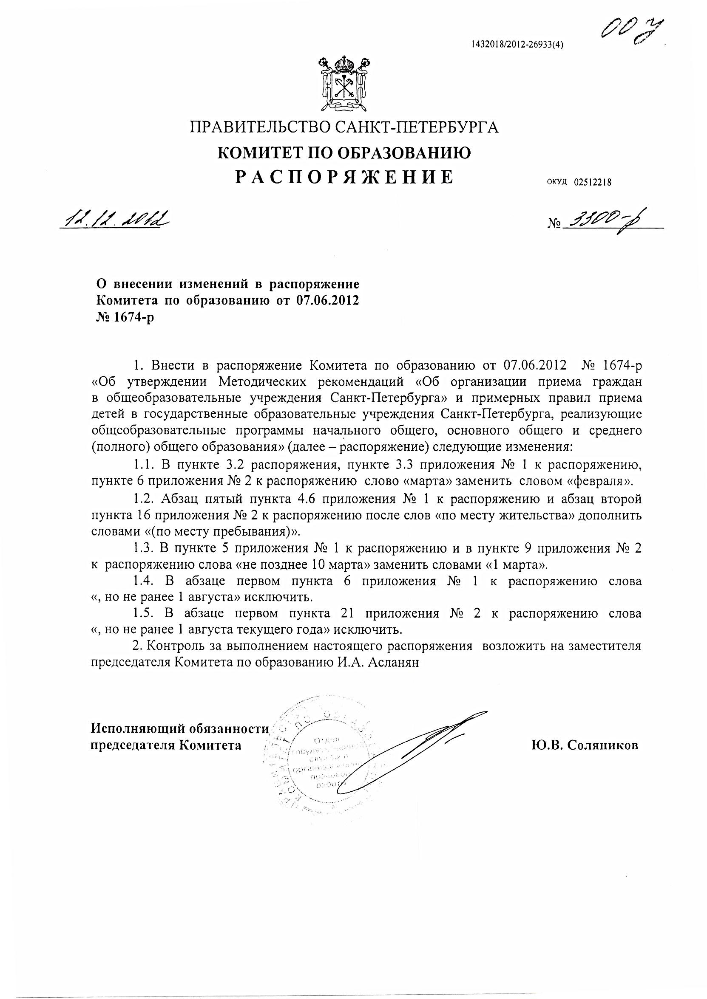 ООУ
1432018/2012-26933(4)
ПРАВИТЕЛЬСТВО САНКТ-ПЕТЕРБУРГА
КОМИТЕТ ПО ОБРАЗОВАНИЮ
РАСПОРЯЖЕНИЕ
ОКУД 02512218
12.12.2012
№ 3300-р
О внесении изменений в распоряжение
Комитета по образованию от 07.06.2012
№ 1674-р
1. Внести в распоряжение Комитета по образованию от 07.06.2012 № 1674-р
«Об утверждении Методических рекомендаций «Об организации приема граждан
в общеобразовательные учреждения Санкт-Петербурга» и примерных правил приема
детей в государственные образовательные учреждения Санкт-Петербурга, реализующие
общеобразовательные программы начального общего, основного общего и среднего
(полного) общего образования» (далее – распоряжение) следующие изменения:
1.1. В пункте 3.2 распоряжения, пункте 3.3 приложения № 1 к распоряжению,
пункте 6 приложения № 2 к распоряжению слово «марта» заменить словом «февраля».
1.2. Абзац пятый пункта 4.6 приложения № 1 к распоряжению и абзац второй
пункта 16 приложения № 2 к распоряжению после слов «по месту жительства» дополнить
словами «(по месту пребывания)».
1.3. В пункте 5 приложения № 1 к распоряжению и в пункте 9 приложения № 2
к распоряжению слова «не позднее 10 марта» заменить словами «1 марта».
1.4. В абзаце первом пункта 6 приложения № 1 к распоряжению слова
«, но не ранее 1 августа» исключить.
1.5. В абзаце первом пункта 21 приложения № 2 к распоряжению слова
«, но не ранее 1 августа текущего года» исключить.
2. Контроль за выполнением настоящего распоряжения возложить на заместителя
председателя Комитета по образованию И.А. Асланян
Исполняющий обязанности
председателя Комитета
Ю.В. Соляников
Отдел